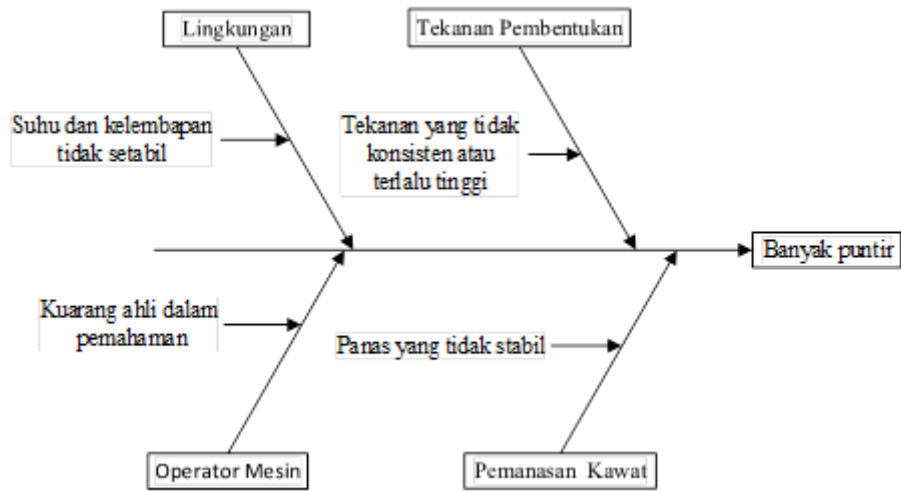 Lingkungan
Tekanan Pembentukan
Suhu dan kelembapan
tidak setabil
Tekanan yang tidak
konsisten atau
terlalu tinggi
Banyak puntir
Kuarang ahli dalam
pemahaman
Panas yang tidak stabil
Operator Mesin
Pemanasan Kawat